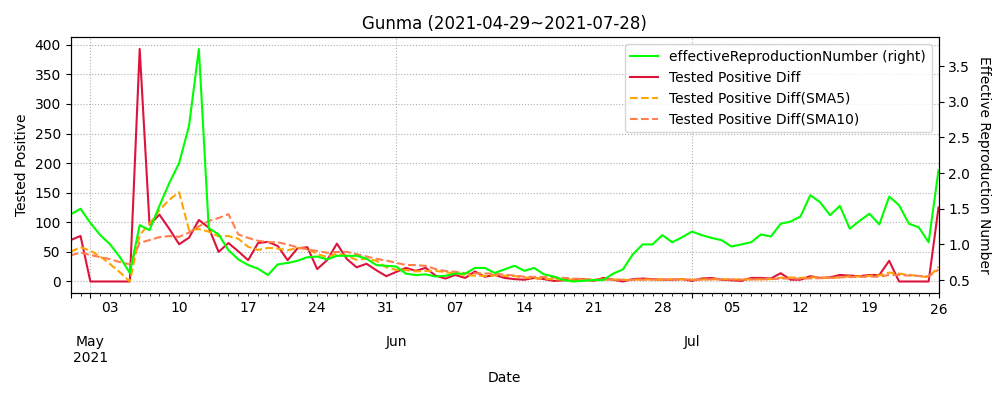 Gunma (2021-04-29~2021-07-28)
effectiveReproductionNumber (right)
Tested Positive Diff
Tested Positive Diff(SMA5)
Tested Positive Diff(SMA10)
Tested Positive
400
350
300
250
200
150
100
50
0
3.5
3.0
2.5
2.0
1.5
1.0
0.5
Effective Reproduction Number
03 10 17 24 31 07 14 21 28 05 12 19 26
May Jun Jul
2021
Date